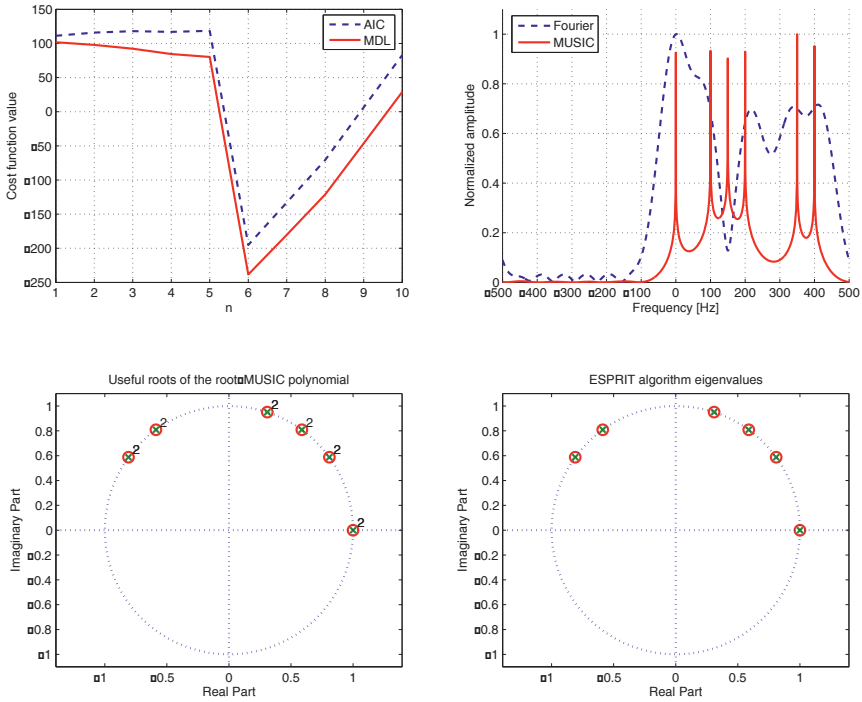 150
100
50
0
▯50
▯100
▯150
▯200
▯250
Cost function value
1 2 3 4 5 6 7 8 9 10
n
AIC
MDL
1
0.8
0.6
0.4
0.2
0
Normalized amplitude
▯500 ▯400 ▯300 ▯200 ▯100 0 100 200 300 400 500
Frequency [Hz]
Fourier
MUSIC
Useful roots of the root▯MUSIC polynomial
1
0.8
0.6
0.4
0.2
0
▯0.2
▯0.4
▯0.6
▯0.8
▯1
Imaginary Part
2 2 2 2 2 2
▯1 ▯0.5 0 0.5 1
Real Part
ESPRIT algorithm eigenvalues
1
0.8
0.6
0.4
0.2
0
▯0.2
▯0.4
▯0.6
▯0.8
▯1
Imaginary Part
▯1 ▯0.5 0 0.5 1
Real Part